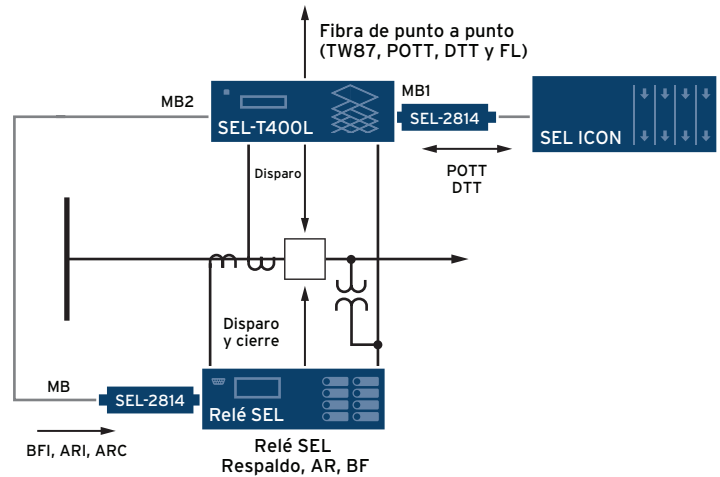 Fibra de punto a punto
(TW87, POTT, DTT y FL)
MB2
MB1
SEL-T400L
SEL-2814
SEL ICON
POTT
DTT
Disparo
Disparo
y cierre
MB
SEL-2814
Relé SEL
BFI, ARI, ARC
Relé SEL
Respaldo, AR, BF